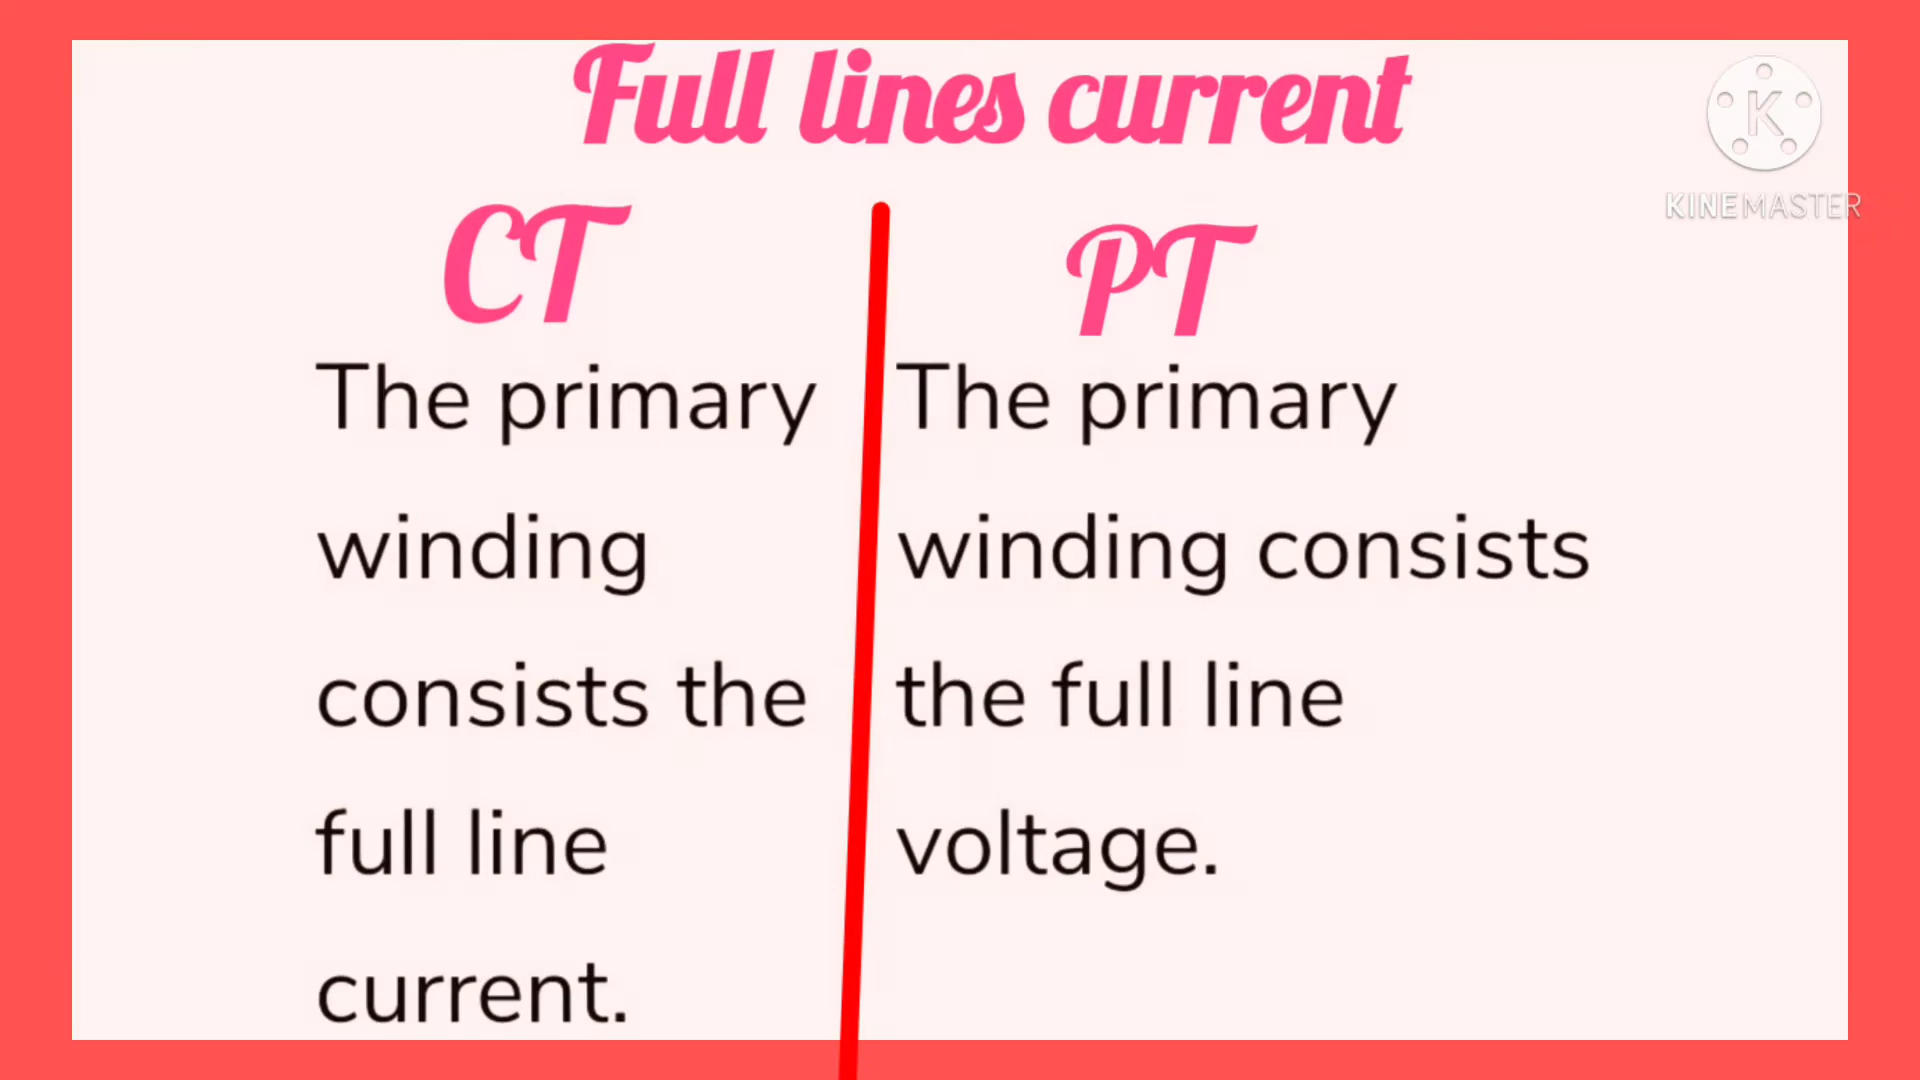 Full lines current
K
KINEMASTER
CT
The primary
winding
consists the
full line
current.
PT
The primary
winding consists
the full line
voltage.